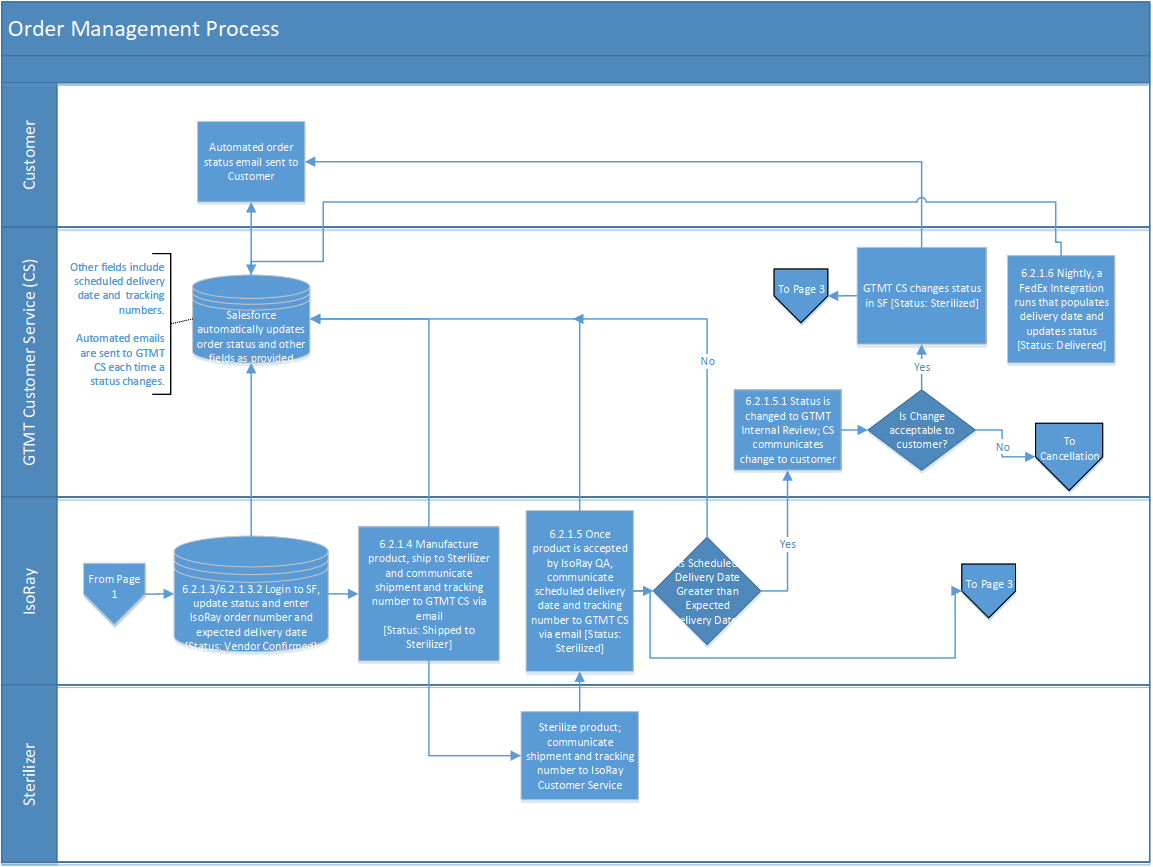 Order Management Process
Customer
Automated order
status email sent to
Customer
GTMT Customer Service (CS)
Other fields include
scheduled delivery
date and tracking
numbers.
Automated emails
are sent to GTMT
CS each time a
status changes.
Salesforce
automatically updates
order status and other
fields as provided
To Page 3
GTMT CS changes status
in SF [Status: Sterilized]
6.2.1.6 Nightly, a
FedEx Integration
runs that populates
delivery date and
updates status
[Status: Delivered]
No
Yes
6.2.1.5.1 Status is
changed to GTMT
Internal Review; CS
communicates
change to customer
Is Change
acceptable to
customer?
No
To
Cancellation
IsoRay
From Page
1
6.2.1.3/6.2.1.3.2 Login to SF,
update status and enter
IsoRay order number and
expected delivery date
[Status: Vendor Confirmed]
6.2.1.4 Manufacture
product, ship to Sterilizer
and communicate
shipment and tracking
number to GTMT CS via
email
[Status: Shipped to
Sterilizer]
6.2.1.5 Once
product is accepted
by IsoRay QA,
communicate
scheduled delivery
date and tracking
number to GTMT CS
via email [Status:
Sterilized]
Is Scheduled
Delivery Date
Greater than
Expected
Delivery Date
Yes
To Page 3
Sterilizer
Sterilize product;
communicate
shipment and tracking
number to IsoRay
Customer Service